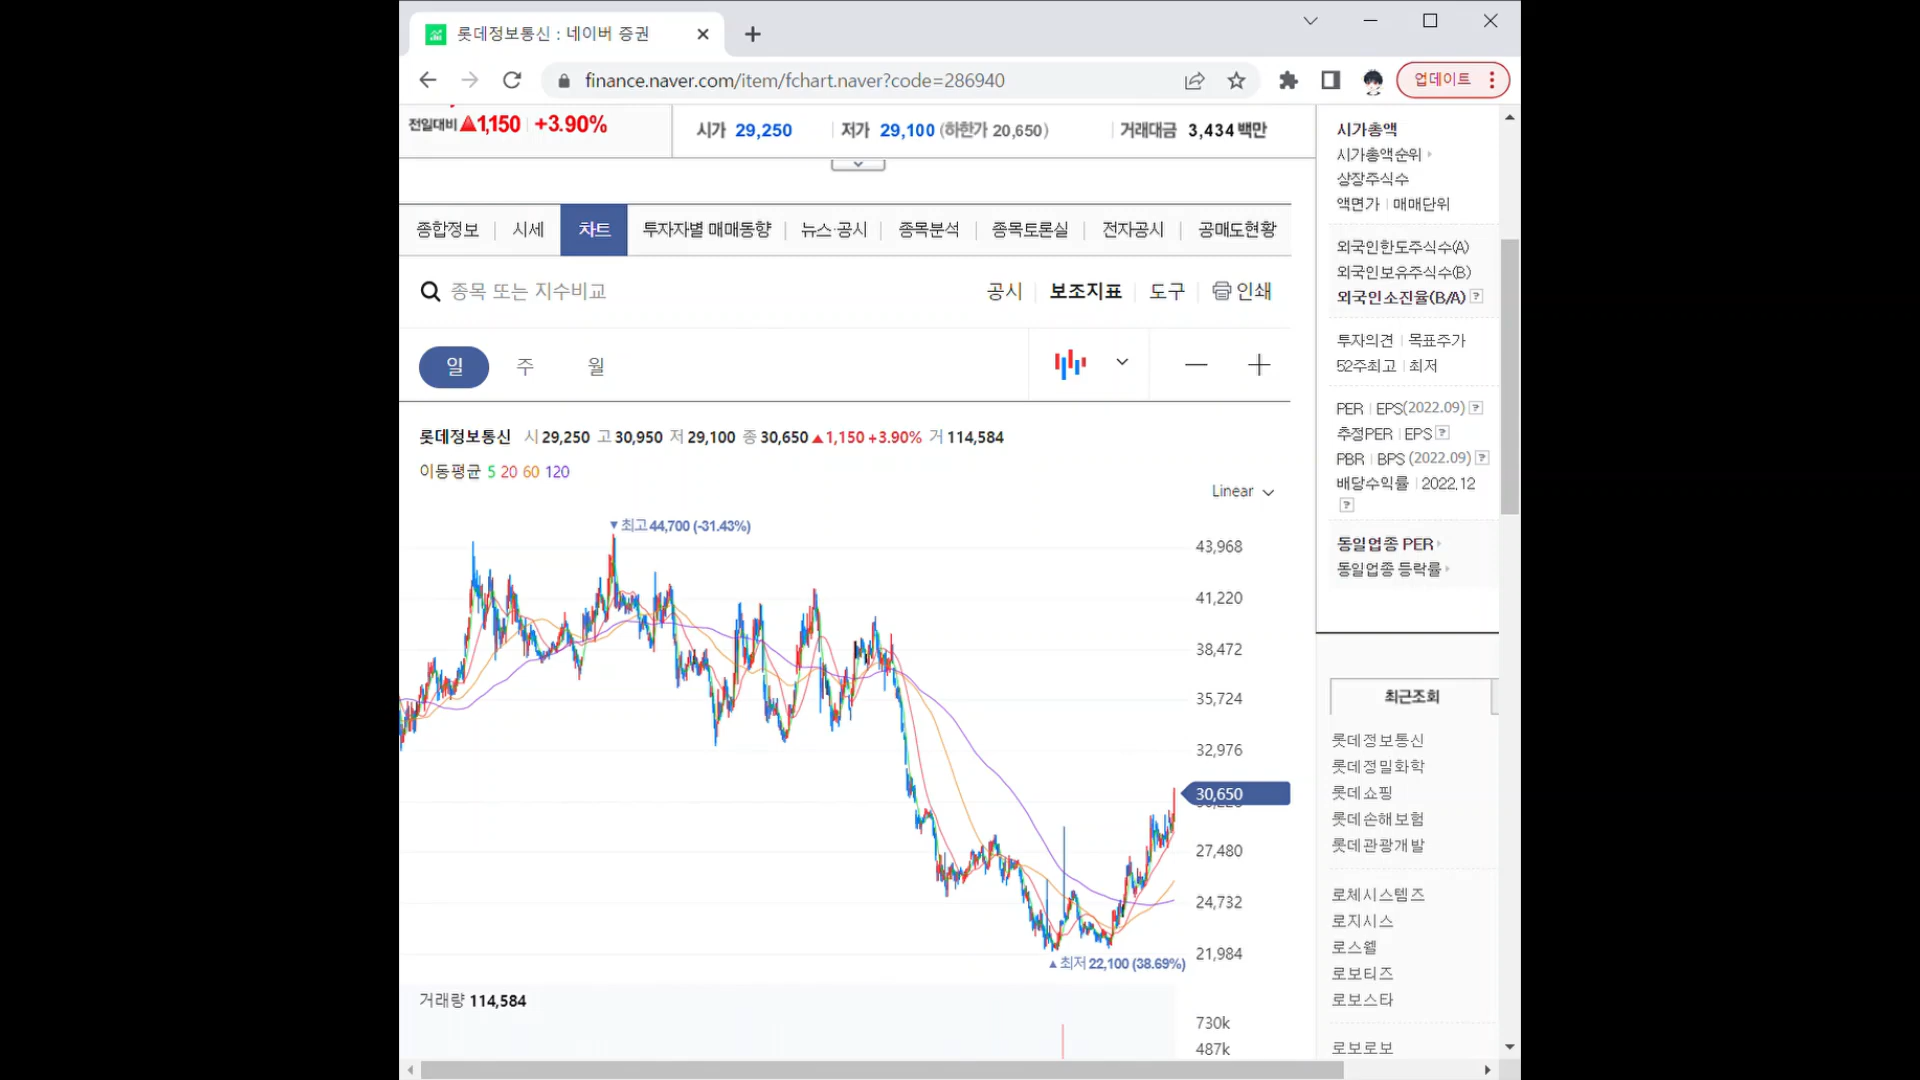 롯데정보통신 : 네이버 증권
finance.naver.com/item/fchart.naver?code=286940
업데이트
전일대비 ▲1,150 +3.90%
시가 29,250
저가 29,100 (하한가 20,650)
거래대금 3,434 백만
종합정보
시세
차트
투자자별 매매동향
뉴스·공시
종목분석
종목토론실
전자공시
공매도현황
종목 또는 지수비교
공시
보조지표
도구
인쇄
일 주 월
롯데정보통신 시 29,250 고 30,950 저 29,100 종 30,650 ▲1,150 +3.90% 거 114,584
이동평균 5 20 60 120
Linear
▼최고 44,700 (-31.43%)
43,968
41,220
38,472
35,724
32,976
30,650
27,480
24,732
21,984
▲최저 22,100 (38.69%)
거래량 114,584
730k
487k
시가총액
시가총액순위
상장주식수
액면가 | 매매단위
외국인한도주식수(A)
외국인보유주식수(B)
외국인소진율(B/A) ?
투자의견 | 목표주가
52주최고 | 최저
PER | EPS(2022.09) ?
추정PER | EPS ?
PBR | BPS (2022.09) ?
배당수익률 | 2022.12
?
동일업종 PER
동일업종 등락률
최근조회
롯데정보통신
롯데정밀화학
롯데쇼핑
롯데손해보험
롯데관광개발
로체시스템즈
로지시스
로스웰
로보티즈
로보스타
로보로보